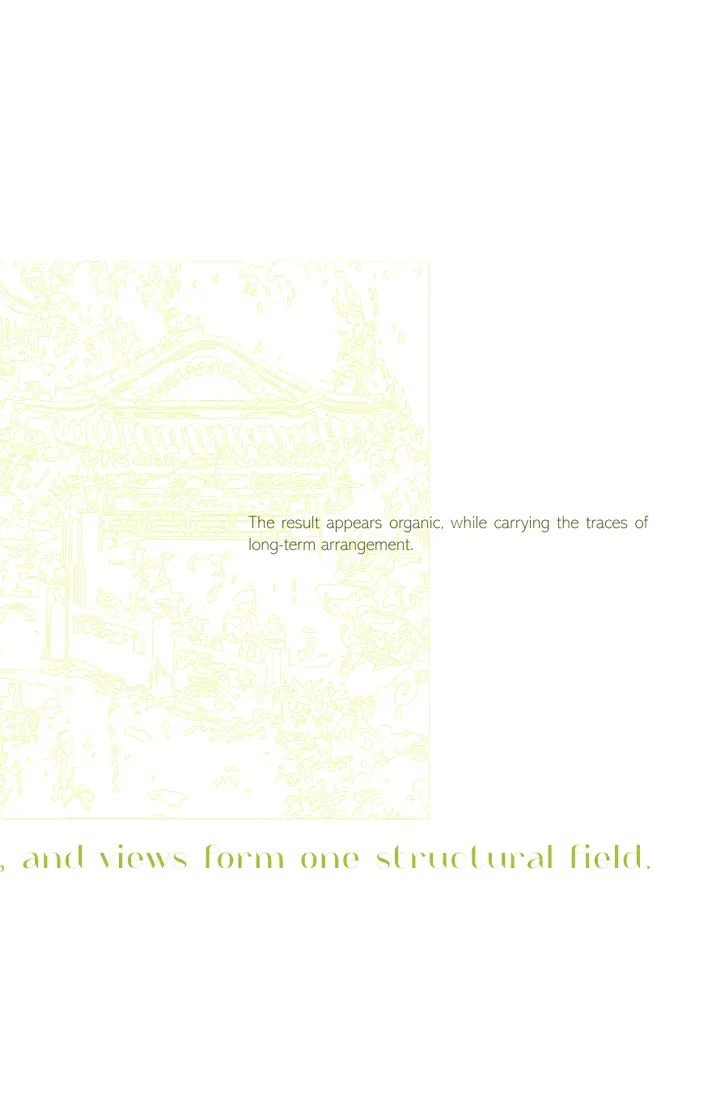 The result appears organic, while carrying the traces of
long-term arrangement.
, and views form one structural field.